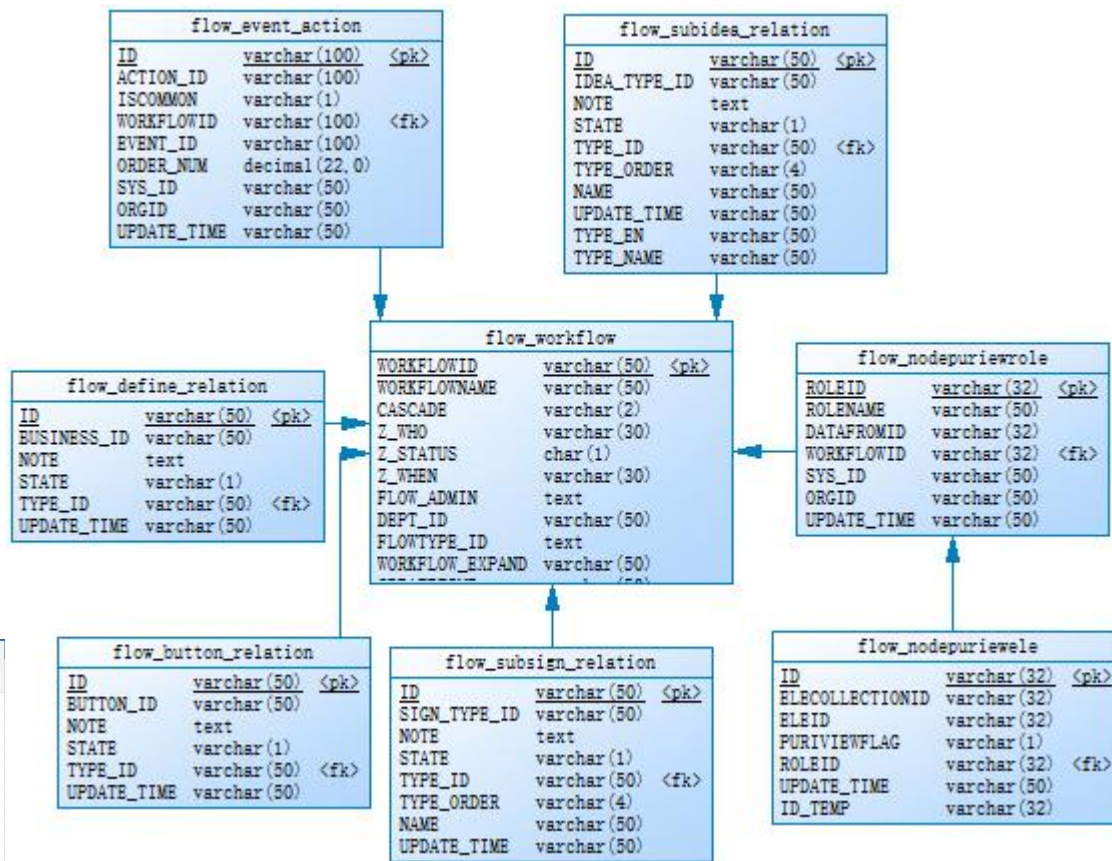 flow_event_action
ID varchar(100) <pk>
ACTION_ID varchar(100)
ISCOMMON varchar(1)
WORKFLOWID varchar(100) <fk>
EVENT_ID varchar(100)
ORDER_NUM decimal(22,0)
SYS_ID varchar(50)
ORGID varchar(50)
UPDATE_TIME varchar(50)
flow_subidea_relation
ID varchar(50) <pk>
IDEA_TYPE_ID varchar(50)
NOTE text
STATE varchar(1)
TYPE_ID varchar(50) <fk>
TYPE_ORDER varchar(4)
NAME varchar(50)
UPDATE_TIME varchar(50)
TYPE_EN varchar(50)
TYPE_NAME varchar(50)
flow_define_relation
ID varchar(50) <pk>
BUSINESS_ID varchar(50)
NOTE text
STATE varchar(1)
TYPE_ID varchar(50) <fk>
UPDATE_TIME varchar(50)
flow_workflow
WORKFLOWID varchar(50) <pk>
WORKFLOWNAME varchar(50)
CASCADE varchar(2)
Z_WHO varchar(30)
Z_STATUS char(1)
Z_WHEN varchar(30)
FLOW_ADMIN text
DEPT_ID varchar(50)
FLOWTYPE_ID text
WORKFLOW_EXPAND varchar(50)
flow_nodepuriewrole
ROLEID varchar(32) <pk>
ROLENAME varchar(50)
DATAFROMID varchar(32)
WORKFLOWID varchar(32) <fk>
SYS_ID varchar(50)
ORGID varchar(50)
UPDATE_TIME varchar(50)
flow_button_relation
ID varchar(50) <pk>
BUTTON_ID varchar(50)
NOTE text
STATE varchar(1)
TYPE_ID varchar(50) <fk>
UPDATE_TIME varchar(50)
flow_subsign_relation
ID varchar(50) <pk>
SIGN_TYPE_ID varchar(50)
NOTE text
STATE varchar(1)
TYPE_ID varchar(50) <fk>
TYPE_ORDER varchar(4)
NAME varchar(50)
UPDATE_TIME varchar(50)
flow_nodepuriewele
ID varchar(32) <pk>
ELECOLLECTIONID varchar(32)
ELEID varchar(32)
PURIVIEWFLAG varchar(1)
ROLEID varchar(32) <fk>
UPDATE_TIME varchar(50)
ID_TEMP varchar(32)